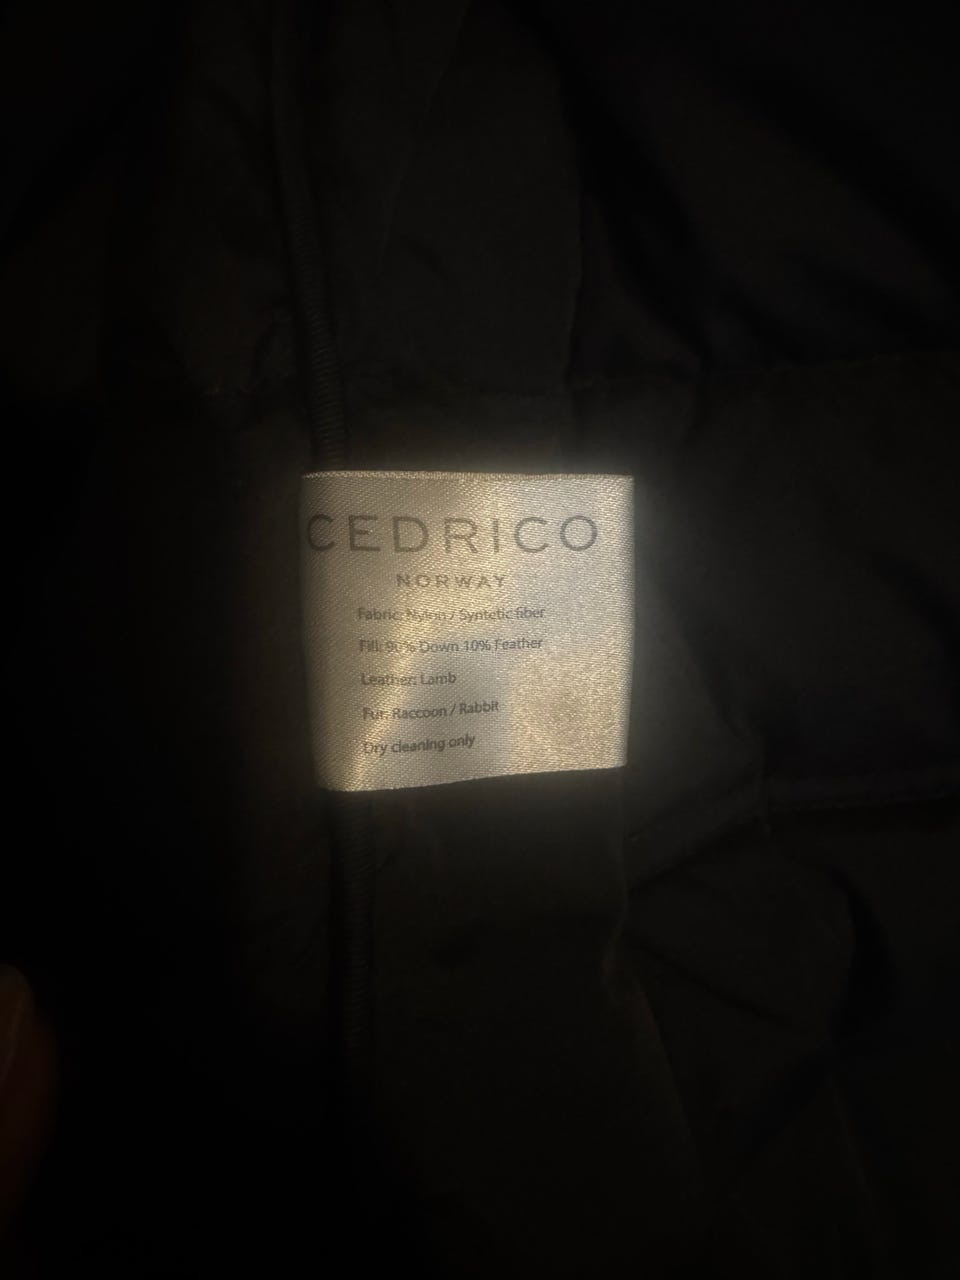 CEDRICO
NORWAY
Fabric: Nylon / Syntetic fiber
Fill: 90% Down 10% Feather
Leather: Lamb
Fur: Raccoon / Rabbit
Dry cleaning only